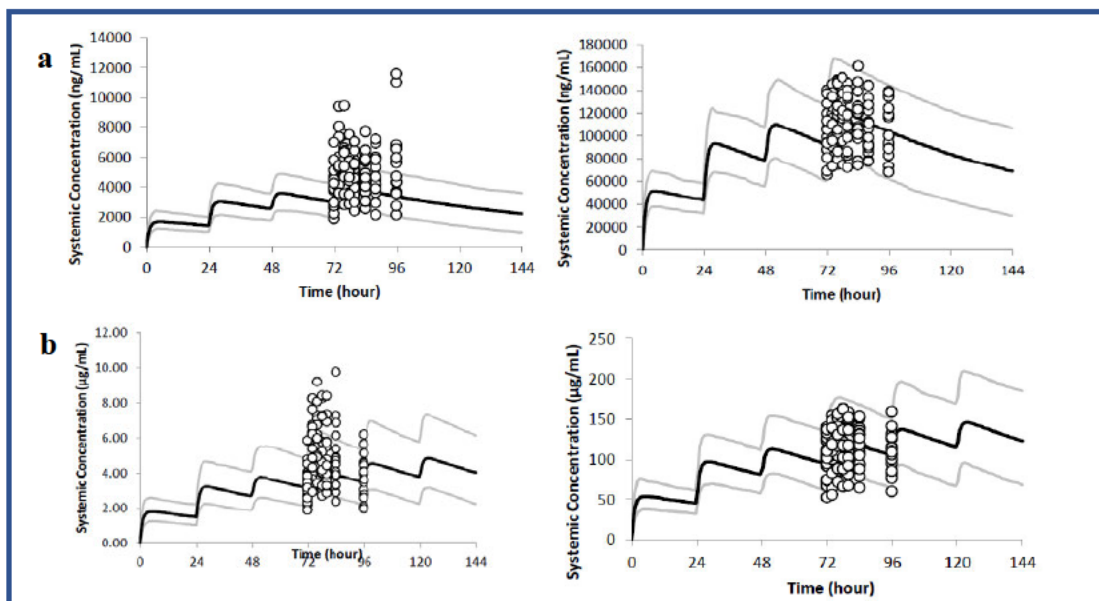 a
Systemic Concentration (ng/mL)
14000
12000
10000
8000
6000
4000
2000
0
0 24 48 72 96 120 144
Time (hour)
Systemic Concentration (ng/mL)
180000
160000
140000
120000
100000
80000
60000
40000
20000
0
0 24 48 72 96 120 144
Time (hour)
b
Systemic Concentration (µg/mL)
12.00
10.00
8.00
6.00
4.00
2.00
0.00
0 24 48 72 96 120 144
Time (hour)
Systemic Concentration (µg/mL)
250
200
150
100
50
0
0 24 48 72 96 120 144
Time (hour)